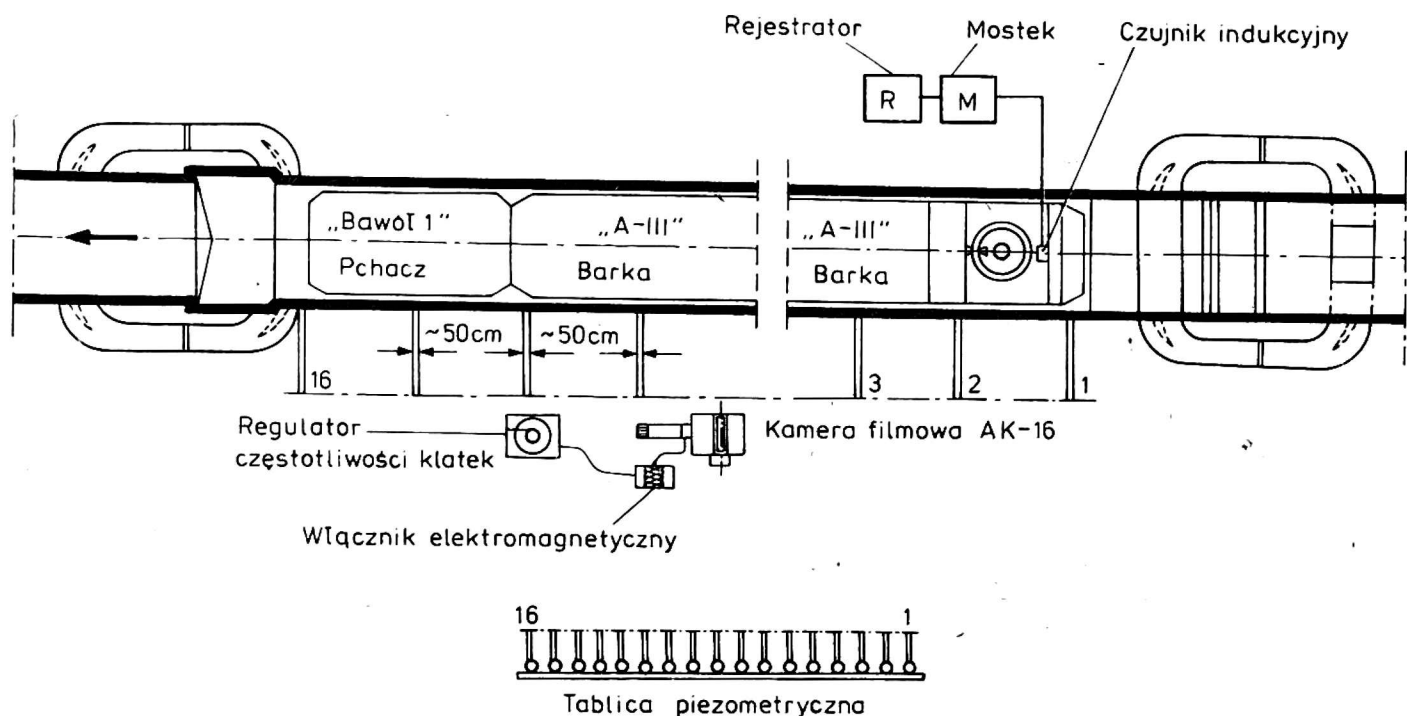 Rejestrator Mostek Czujnik indukcyjny
R M
„Bawół 1” „A-III” „A-III”
Pchacz Barka Barka
~50cm ~50cm
16 3 2 1
Regulator Kamera filmowa AK-16
częstotliwości klatek
Włącznik elektromagnetyczny
16 1
Tablica piezometryczna